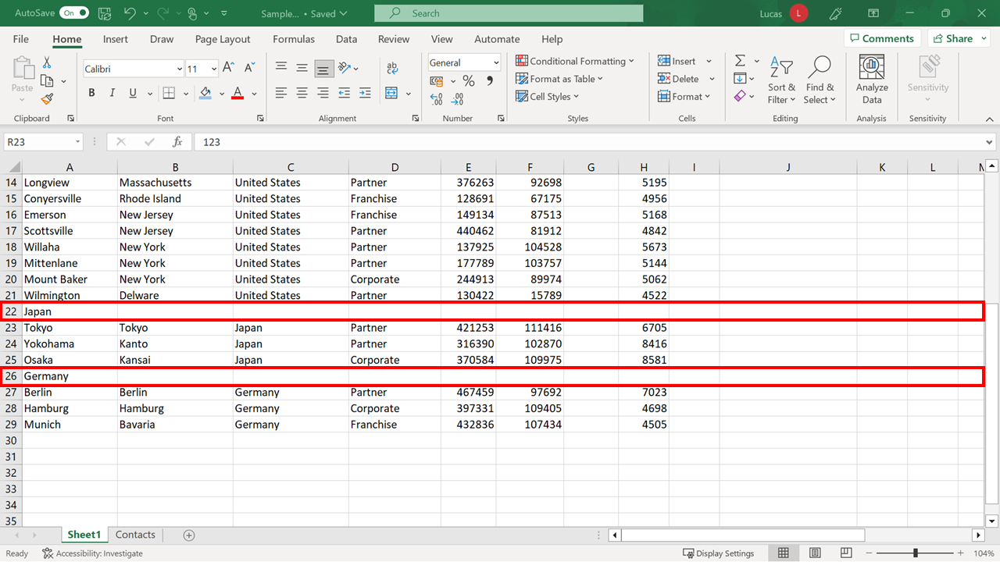 AutoSave On Sample... • Saved Search Lucas L
File Home Insert Draw Page Layout Formulas Data Review View Automate Help Comments Share
Paste Calibri 11 A A ab General Conditional Formatting Insert Σ Sort & Filter Find & Select Analyze Data Sensitivity
B I U A % Format as Table Delete
Cell Styles Format
Clipboard Font Alignment Number Styles Cells Editing Analysis Sensitivity
R23 fx 123
A B C D E F G H I J K L
14 Longview Massachusetts United States Partner 376263 92698 5195
15 Conyersville Rhode Island United States Franchise 128691 67175 4956
16 Emerson New Jersey United States Franchise 149134 87513 5168
17 Scottsville New Jersey United States Partner 440462 81912 4842
18 Willaha New York United States Partner 137925 104528 5673
19 Mittenlane New York United States Partner 177789 103757 5144
20 Mount Baker New York United States Corporate 244913 89974 5062
21 Wilmington Delware United States Partner 130422 15789 4522
22 Japan
23 Tokyo Tokyo Japan Partner 421253 111416 6705
24 Yokohama Kanto Japan Partner 316390 102870 8416
25 Osaka Kansai Japan Corporate 370584 109975 8581
26 Germany
27 Berlin Berlin Germany Partner 467459 97692 7023
28 Hamburg Hamburg Germany Corporate 397331 109405 4698
29 Munich Bavaria Germany Franchise 432836 107434 4505
30
31
32
33
34
35
Sheet1 Contacts
Ready Accessibility: Investigate Display Settings 104%